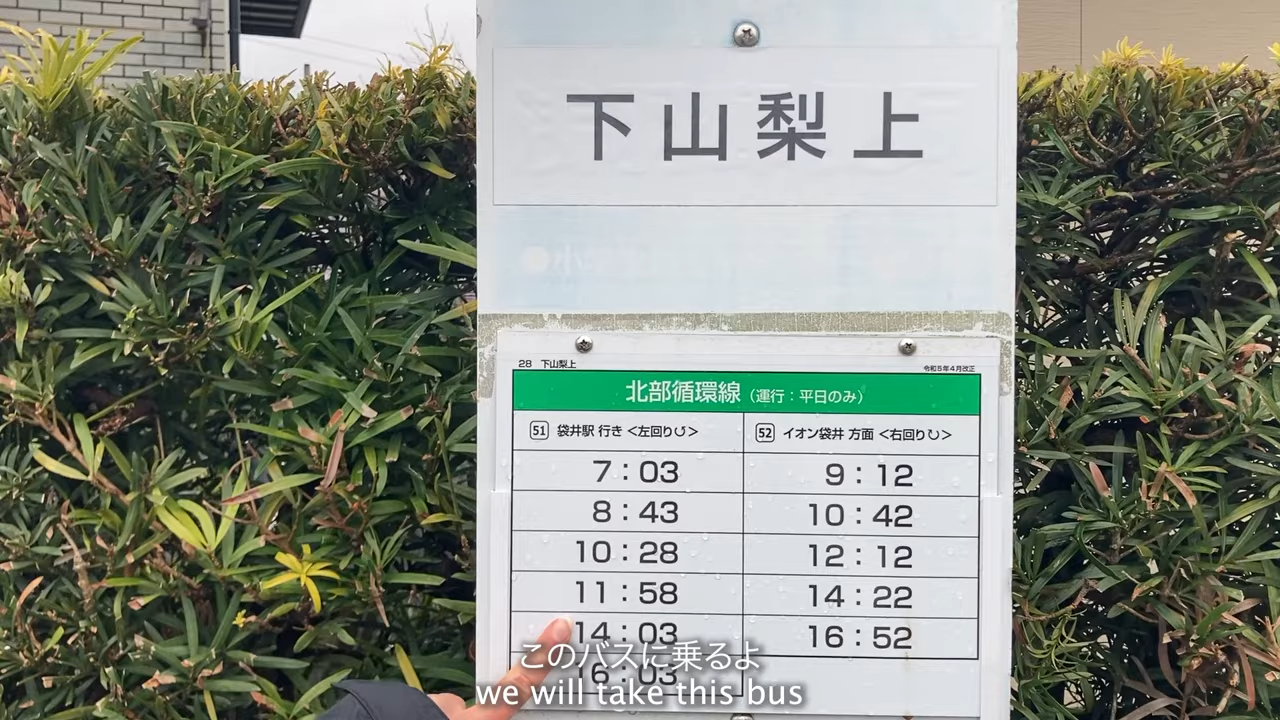 下山梨上
28 下山梨上
令和5年4月改正
北部循環線（運行：平日のみ）
51 袋井駅 行き <左回り↺>
52 イオン袋井 方面 <右回り↻>
7：03 9：12
8：43 10：42
10：28 12：12
11：58 14：22
14：03 16：52
16：03
このバスに乗るよ
we will take this bus